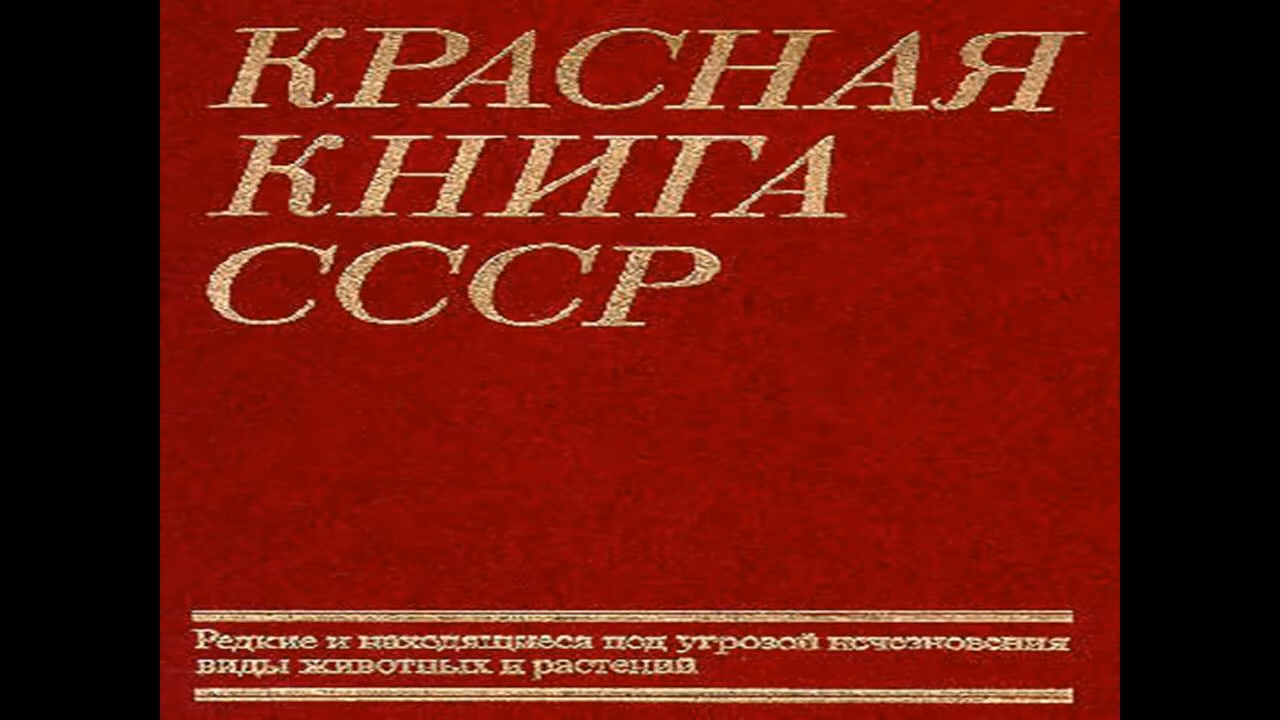 КРАСНАЯ
КНИГА
СССР
Редкие и находящиеся под угрозой исчезновения
виды животных и растений